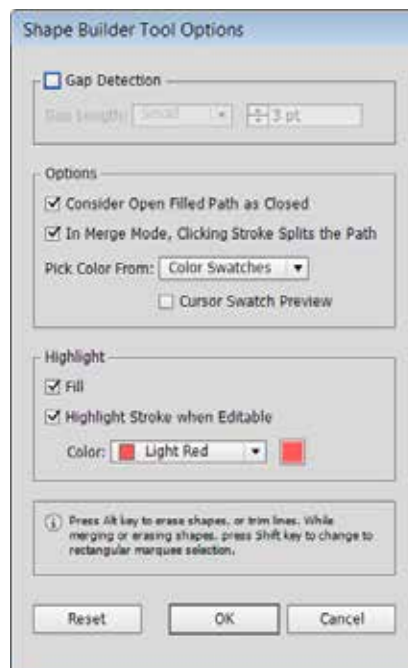 Shape Builder Tool Options
Gap Detection
Gap Length: Small 3 pt
Options
Consider Open Filled Path as Closed
In Merge Mode, Clicking Stroke Splits the Path
Pick Color From: Color Swatches
Cursor Swatch Preview
Highlight
Fill
Highlight Stroke when Editable
Color: Light Red
Press Alt key to erase shapes, or trim lines. While
merging or erasing shapes, press Shift key to change to
rectangular marquee selection.
Reset OK Cancel